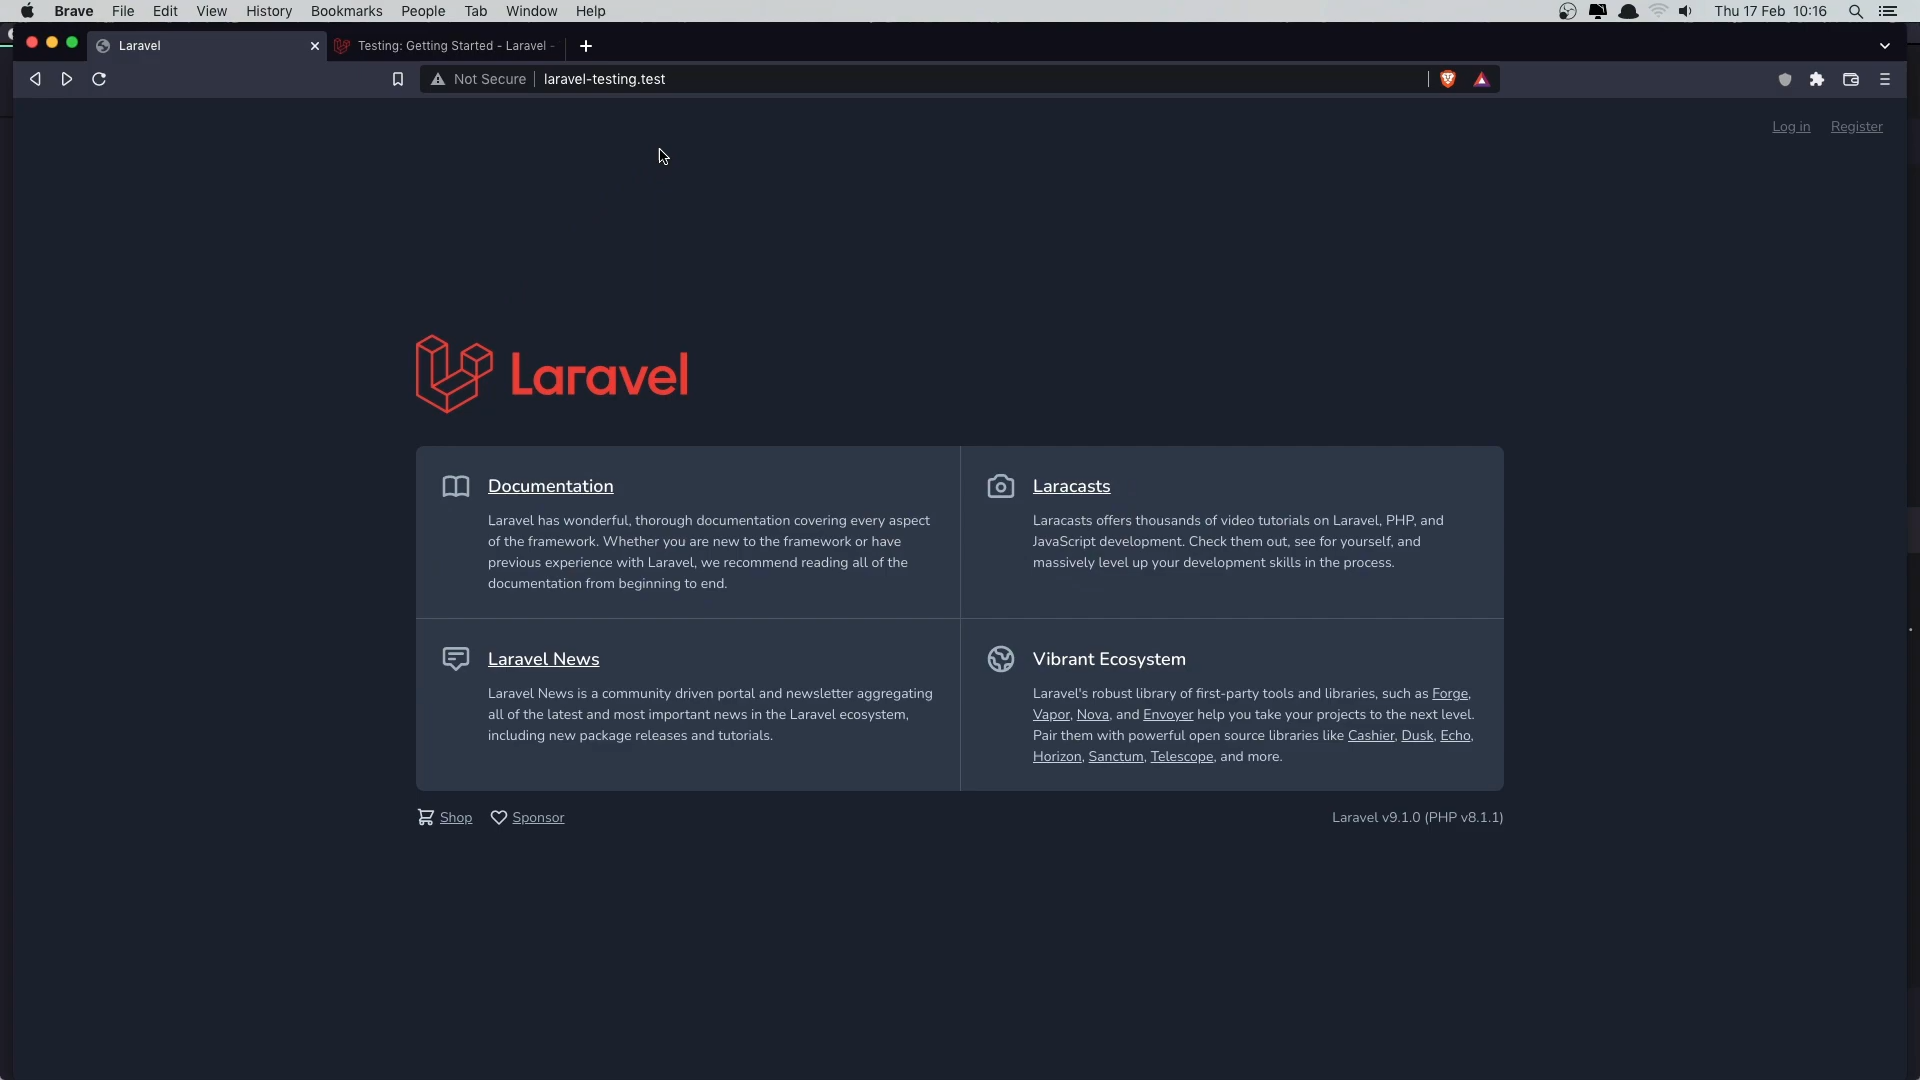 Brave File Edit View History Bookmarks People Tab Window Help Thu 17 Feb 10:16
Laravel Testing: Getting Started - Laravel -
Not Secure laravel-testing.test
Log in Register
Laravel
Documentation
Laravel has wonderful, thorough documentation covering every aspect
of the framework. Whether you are new to the framework or have
previous experience with Laravel, we recommend reading all of the
documentation from beginning to end.
Laracasts
Laracasts offers thousands of video tutorials on Laravel, PHP, and
JavaScript development. Check them out, see for yourself, and
massively level up your development skills in the process.
Laravel News
Laravel News is a community driven portal and newsletter aggregating
all of the latest and most important news in the Laravel ecosystem,
including new package releases and tutorials.
Vibrant Ecosystem
Laravel's robust library of first-party tools and libraries, such as Forge,
Vapor, Nova, and Envoyer help you take your projects to the next level.
Pair them with powerful open source libraries like Cashier, Dusk, Echo,
Horizon, Sanctum, Telescope, and more.
Shop Sponsor Laravel v9.1.0 (PHP v8.1.1)